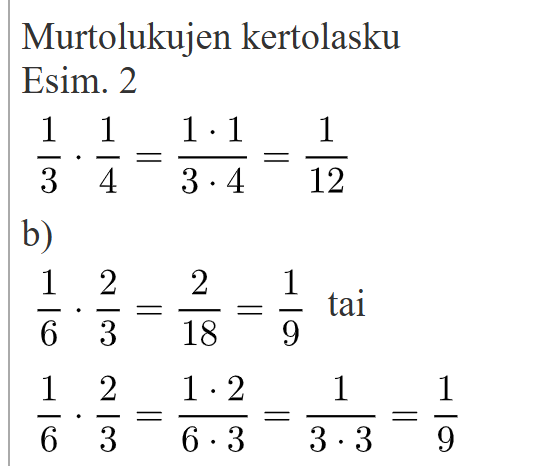 Murtolukujen kertolasku
Esim. 2
1/3 · 1/4 = (1 · 1)/(3 · 4) = 1/12
b)
1/6 · 2/3 = 2/18 = 1/9 tai
1/6 · 2/3 = (1 · 2)/(6 · 3) = 1/(3 · 3) = 1/9